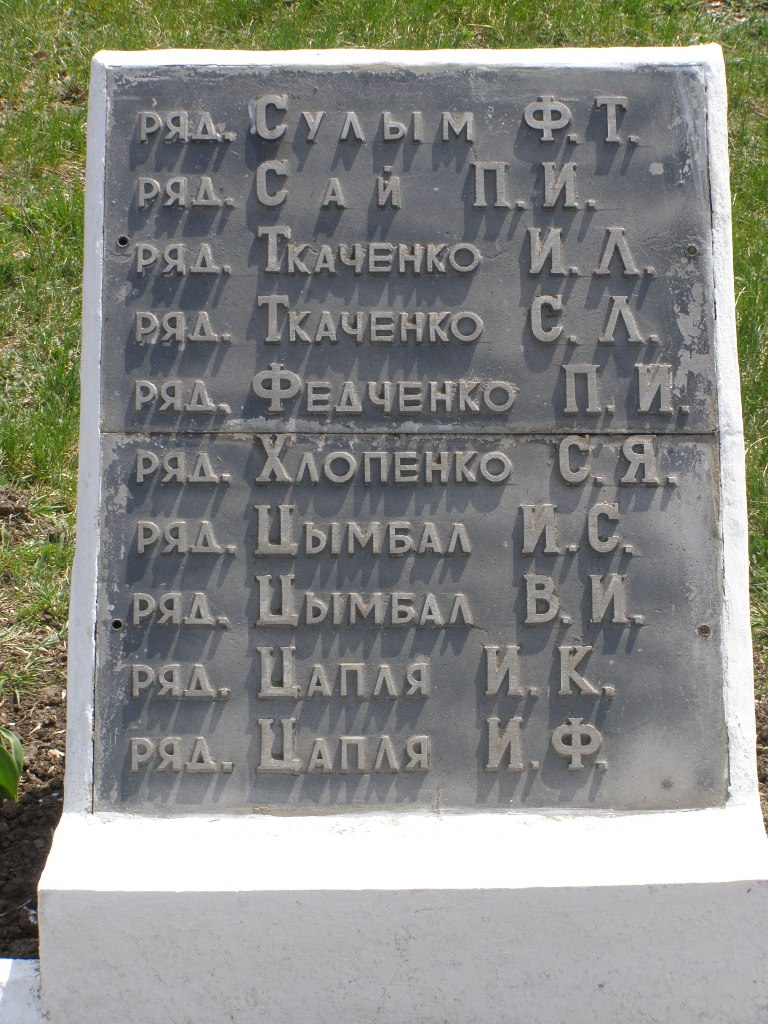 ряд. Сулым Ф.Т.
ряд. Сай П.И.
ряд. Ткаченко И.Л.
ряд. Ткаченко С.Л.
ряд. Федченко П.И.
ряд. Хлопенко С.Я.
ряд. Цымбал И.С.
ряд. Цымбал В.И.
ряд. Цапля И.К.
ряд. Цапля И.Ф.